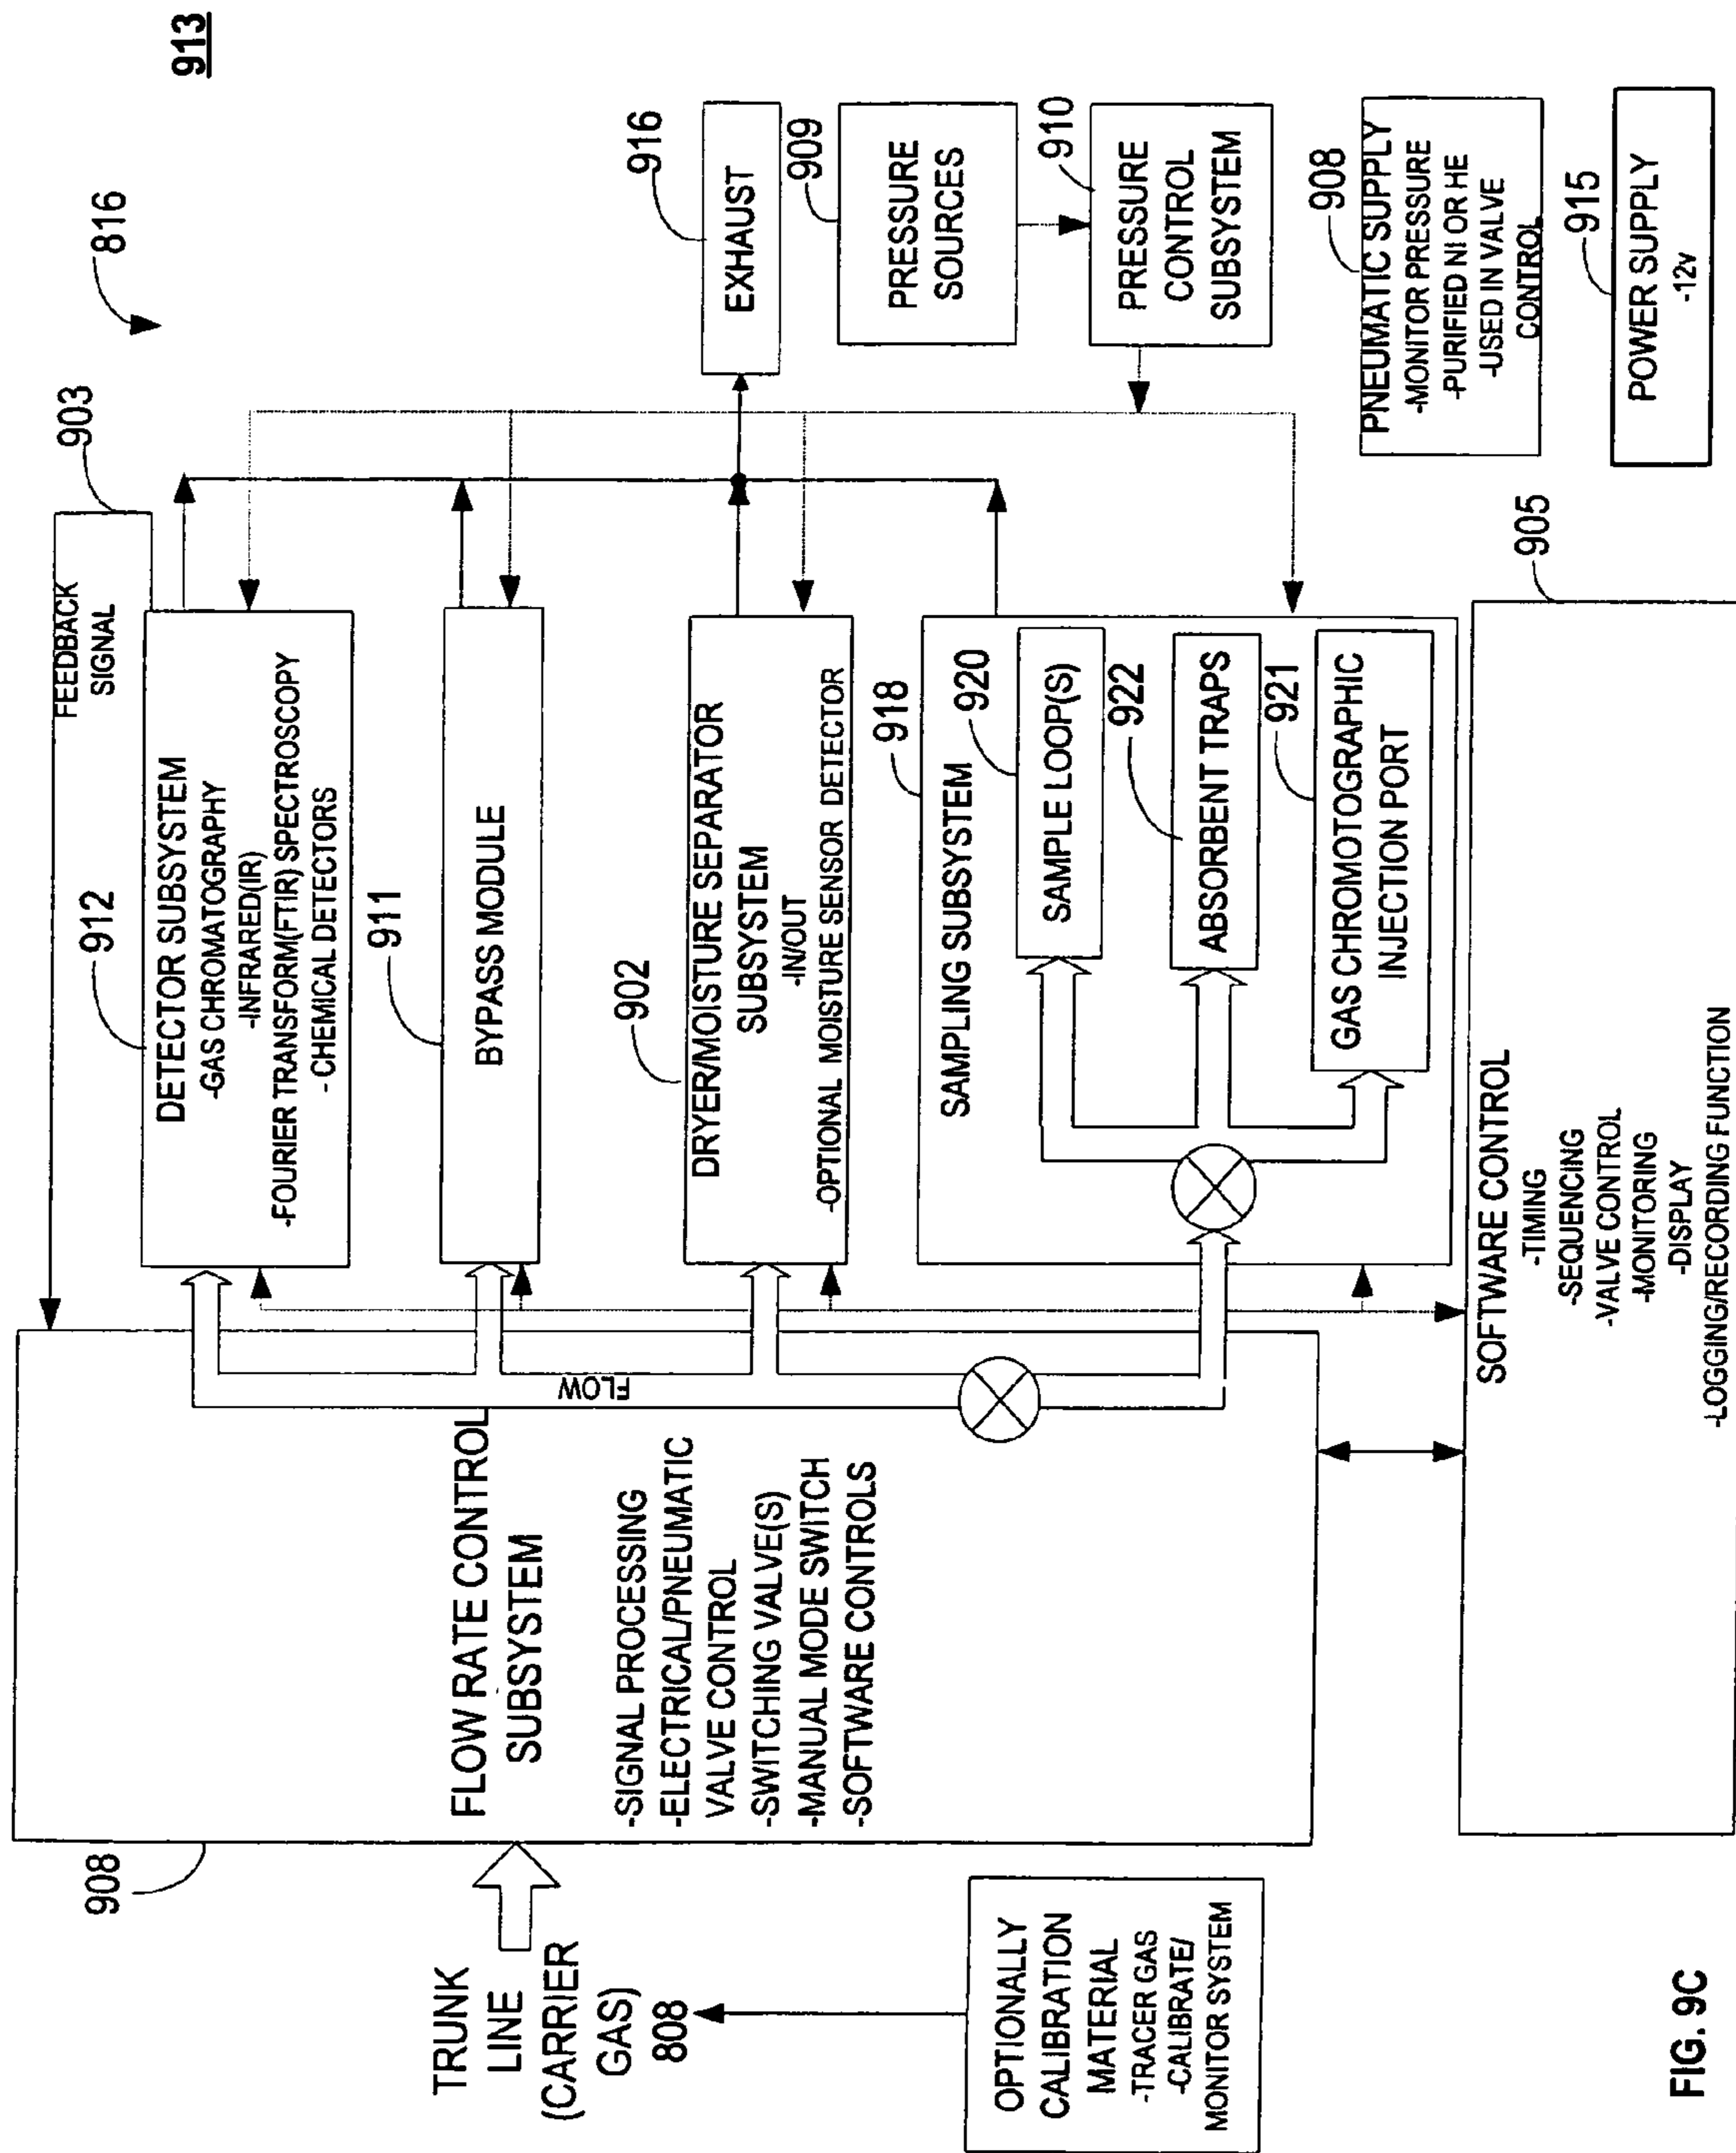 913
816
903
FEEDBACK
SIGNAL
912
DETECTOR SUBSYSTEM
-GAS CHROMATOGRAPHY
-INFRARED(IR)
-FOURIER TRANSFORM(FTIR) SPECTROSCOPY
- CHEMICAL DETECTORS
911
BYPASS MODULE
902
DRYER/MOISTURE SEPARATOR
SUBSYSTEM
-IN/OUT
-OPTIONAL MOISTURE SENSOR DETECTOR
918
SAMPLING SUBSYSTEM
920
SAMPLE LOOP(S)
922
ABSORBENT TRAPS
921
GAS CHROMOTOGRAPHIC
INJECTION PORT
916
EXHAUST
909
PRESSURE
SOURCES
910
PRESSURE
CONTROL
SUBSYSTEM
908
PNEUMATIC SUPPLY
-MONITOR PRESSURE
-PURIFIED NI OR HE
-USED IN VALVE
CONTROL
915
POWER SUPPLY
-12v
908
FLOW RATE CONTROL
SUBSYSTEM
-SIGNAL PROCESSING
-ELECTRICAL/PNEUMATIC
VALVE CONTROL
-SWITCHING VALVE(S)
-MANUAL MODE SWITCH
-SOFTWARE CONTROLS
FLOW
TRUNK
LINE
(CARRIER
GAS)
808
OPTIONALLY
CALIBRATION
MATERIAL
-TRACER GAS
-CALIBRATE/
MONITOR SYSTEM
905
SOFTWARE CONTROL
-TIMING
-SEQUENCING
-VALVE CONTROL
-MONITORING
-DISPLAY
-LOGGING/RECORDING FUNCTION
FIG. 9C